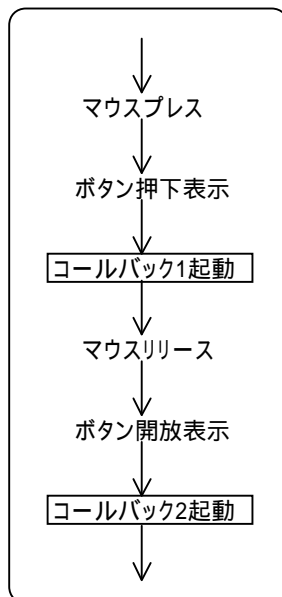 マウスプレス
ボタン押下表示
コールバック1起動
マウスリリース
ボタン開放表示
コールバック2起動